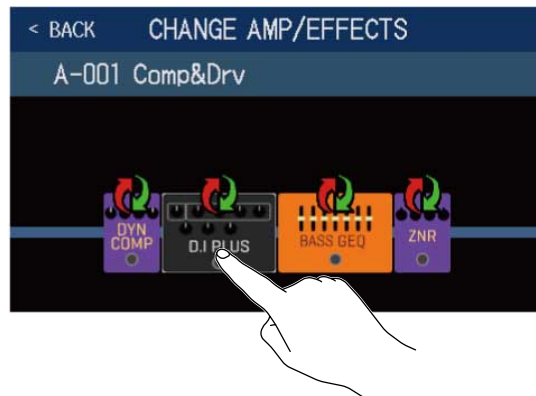 < BACK CHANGE AMP/EFFECTS
A-001 Comp&Drv
DYN
COMP
D.I PLUS
BASS GEQ
ZNR